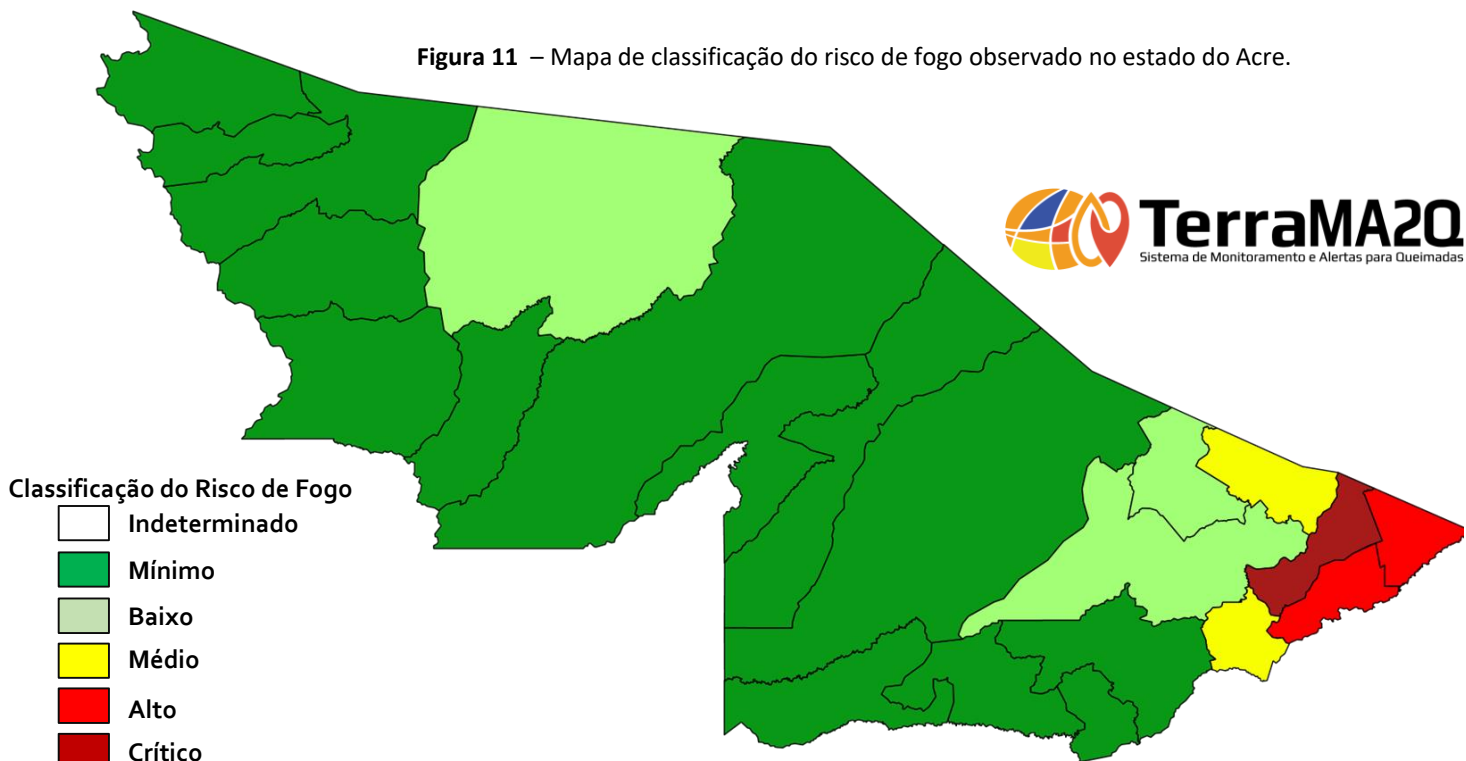 Figura 11 – Mapa de classificação do risco de fogo observado no estado do Acre.
TerraMA2Q
Sistema de Monitoramento e Alertas para Queimadas
Classificação do Risco de Fogo
Indeterminado
Mínimo
Baixo
Médio
Alto
Crítico